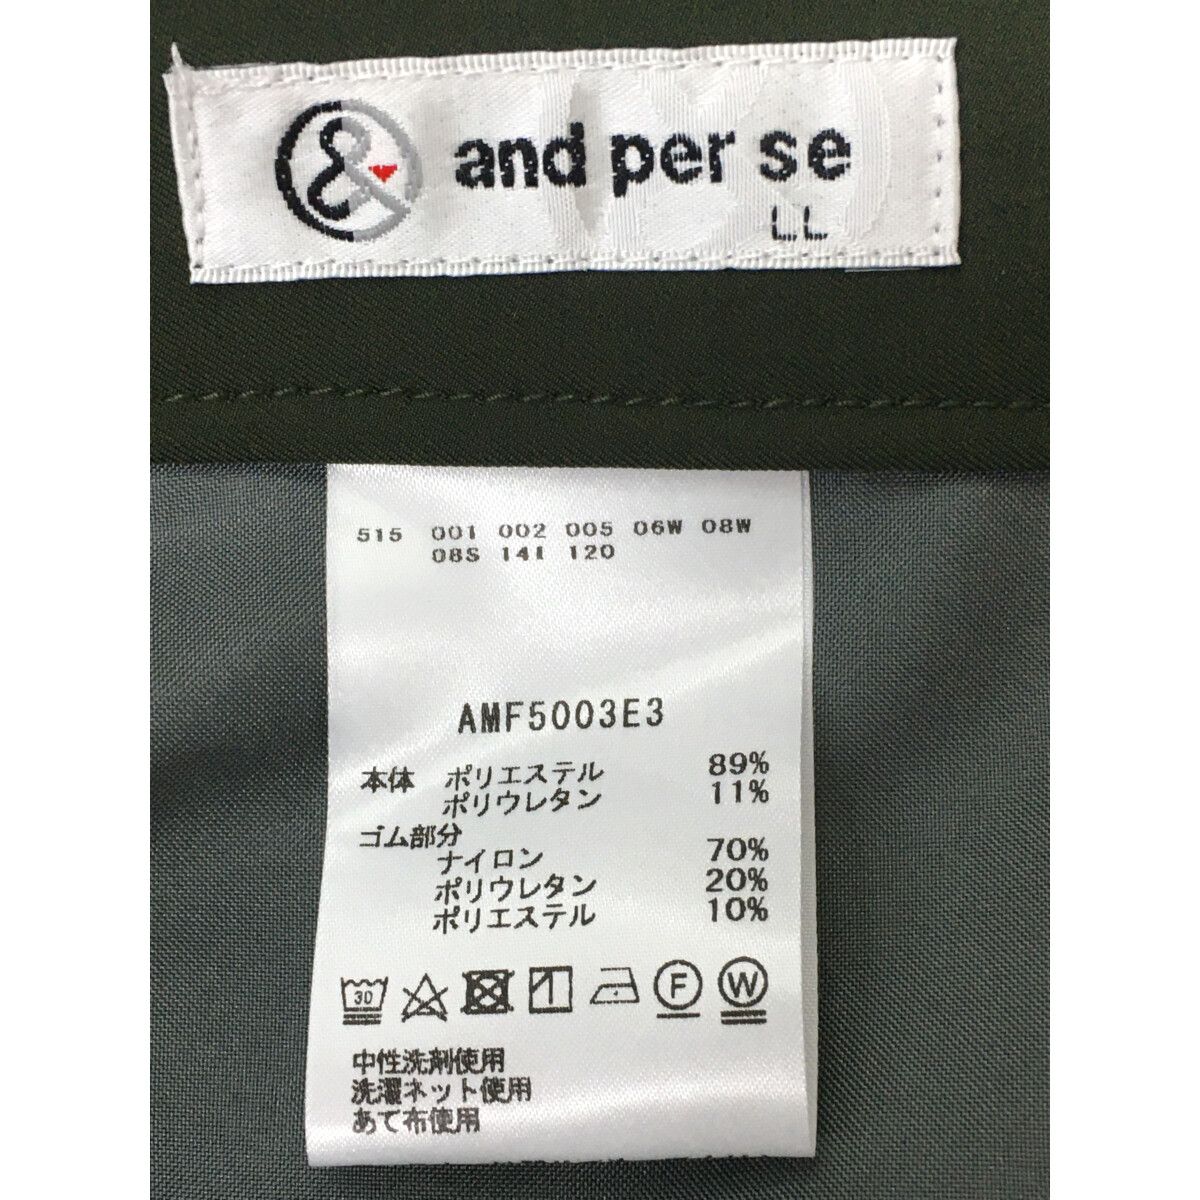 & and per se
LL
515 001 002 005 06W 08W
08S 141 120
AMF5003E3
本体 ポリエステル 89%
ポリウレタン 11%
ゴム部分
ナイロン 70%
ポリウレタン 20%
ポリエステル 10%
30 F W
中性洗剤使用
洗濯ネット使用
あて布使用